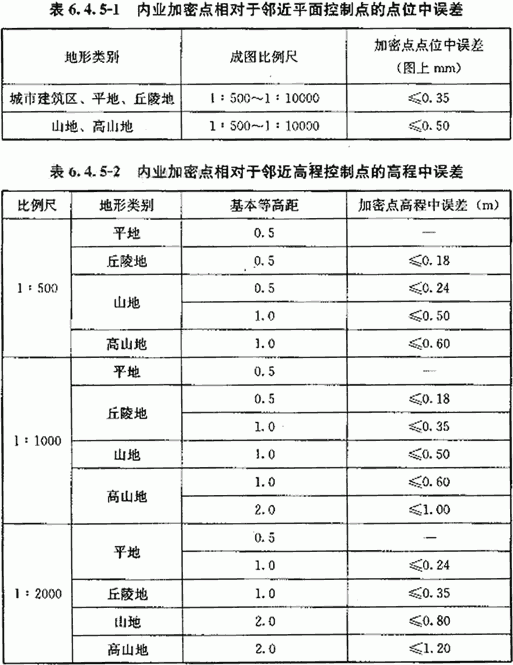 表 6.4.5-1 内业加密点相对于邻近平面控制点的点位中误差
地形类别 成图比例尺 加密点点位中误差
(图上 mm)
城市建筑区、平地、丘陵地 1：500～1：10000 ≤0.35
山地、高山地 1：500～1：10000 ≤0.50
表 6.4.5-2 内业加密点相对于邻近高程控制点的高程中误差
比例尺 地形类别 基本等高距 加密点高程中误差（m）
1：500 平地 0.5 —
丘陵地 0.5 ≤0.18
山地 0.5 ≤0.24
1.0 ≤0.50
高山地 1.0 ≤0.60
1：1000 平地 0.5 —
丘陵地 0.5 ≤0.18
1.0 ≤0.35
山地 1.0 ≤0.50
高山地 1.0 ≤0.60
2.0 ≤1.00
1：2000 平地 0.5 —
1.0 ≤0.24
丘陵地 1.0 ≤0.35
山地 2.0 ≤0.80
高山地 2.0 ≤1.20